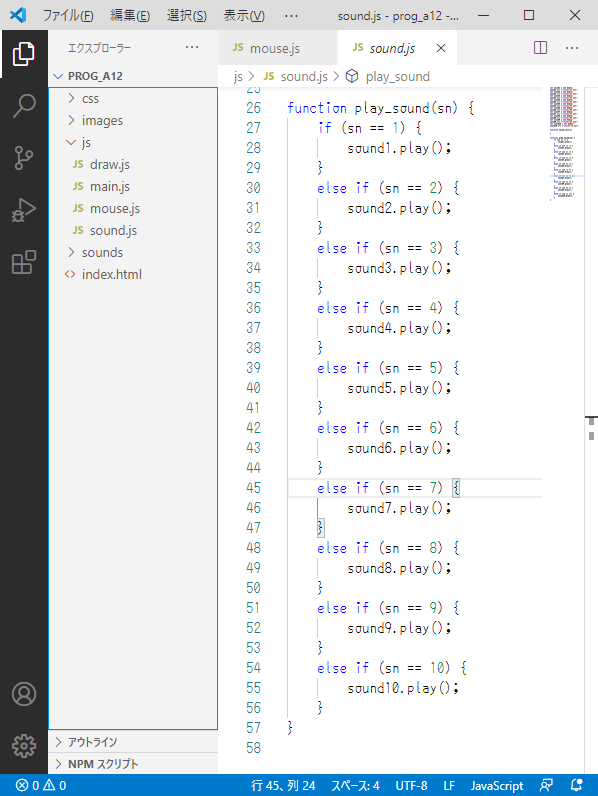 ファイル(F) 編集(E) 選択(S) 表示(V) ··· sound.js - prog_a12 -...
エクスプローラー ···
PROG_A12
css
images
js
JS draw.js
JS main.js
JS mouse.js
JS sound.js
sounds
<> index.html
アウトライン
NPM スクリプト
JS mouse.js JS sound.js ×
js > JS sound.js > play_sound
25
26 function play_sound(sn) {
27 if (sn == 1) {
28 sound1.play();
29 }
30 else if (sn == 2) {
31 sound2.play();
32 }
33 else if (sn == 3) {
34 sound3.play();
35 }
36 else if (sn == 4) {
37 sound4.play();
38 }
39 else if (sn == 5) {
40 sound5.play();
41 }
42 else if (sn == 6) {
43 sound6.play();
44 }
45 else if (sn == 7) {
46 sound7.play();
47 }
48 else if (sn == 8) {
49 sound8.play();
50 }
51 else if (sn == 9) {
52 sound9.play();
53 }
54 else if (sn == 10) {
55 sound10.play();
56 }
57 }
58
0 0 行 45、列 24 スペース: 4 UTF-8 LF JavaScript